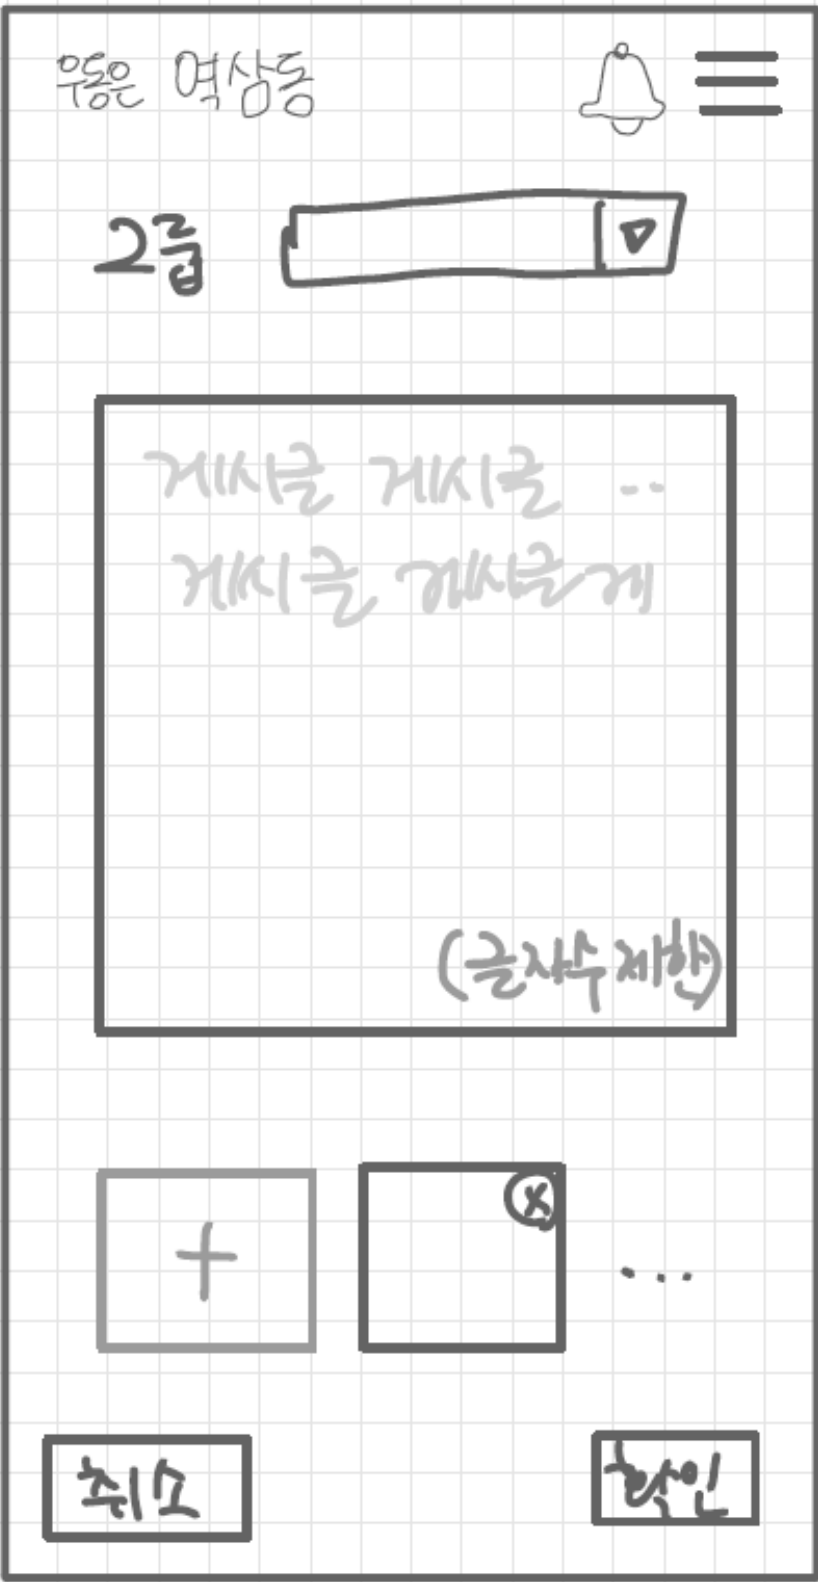 우동은 역삼동
그룹
게시글 게시글 ..
게시글 게시글 게
(글자수 제한)
+
x
...
취소
확인